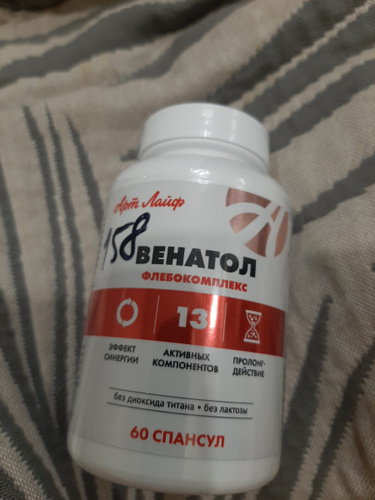 Арт Лайф
158
ВЕНАТОЛ
ФЛЕБОКОМПЛЕКС
13
ЭФФЕКТ
СИНЕРГИИ
АКТИВНЫХ
КОМПОНЕНТОВ
ПРОЛОНГ-
ДЕЙСТВИЕ
без диоксида титана • без лактозы
60 СПАНСУЛ